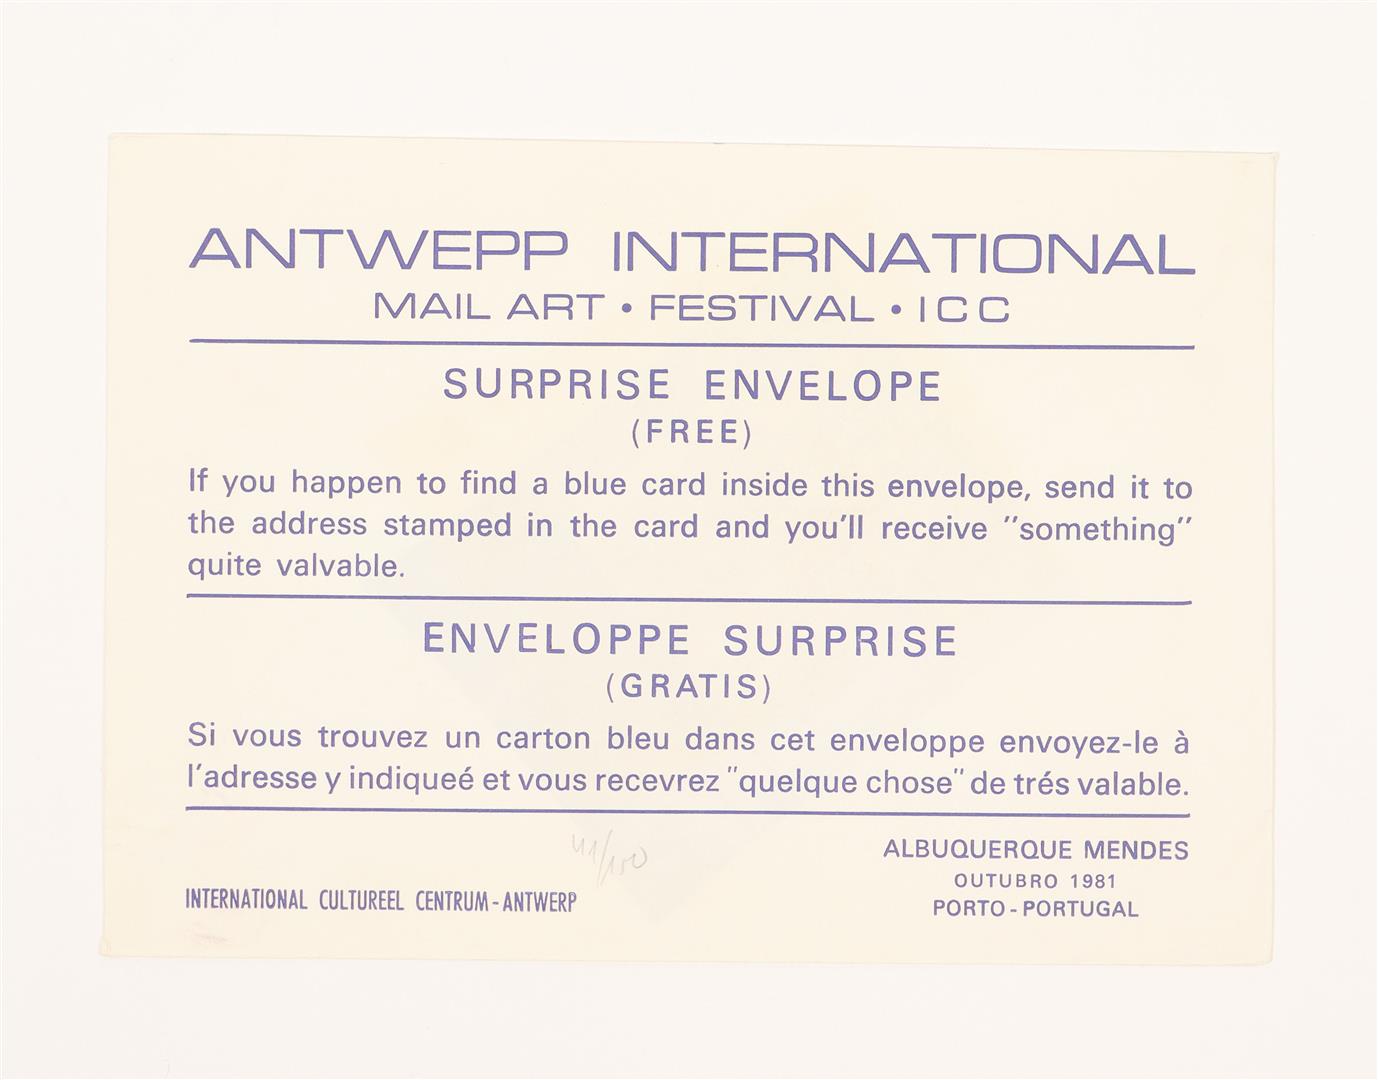 ANTWEPP INTERNATIONAL
MAIL ART • FESTIVAL • ICC
SURPRISE ENVELOPE
(FREE)
If you happen to find a blue card inside this envelope, send it to
the address stamped in the card and you'll receive "something"
quite valvable.
ENVELOPPE SURPRISE
(GRATIS)
Si vous trouvez un carton bleu dans cet enveloppe envoyez-le à
l'adresse y indiqueé et vous recevrez "quelque chose" de trés valable.
41/100
INTERNATIONAL CULTUREEL CENTRUM-ANTWERP
ALBUQUERQUE MENDES
OUTUBRO 1981
PORTO-PORTUGAL